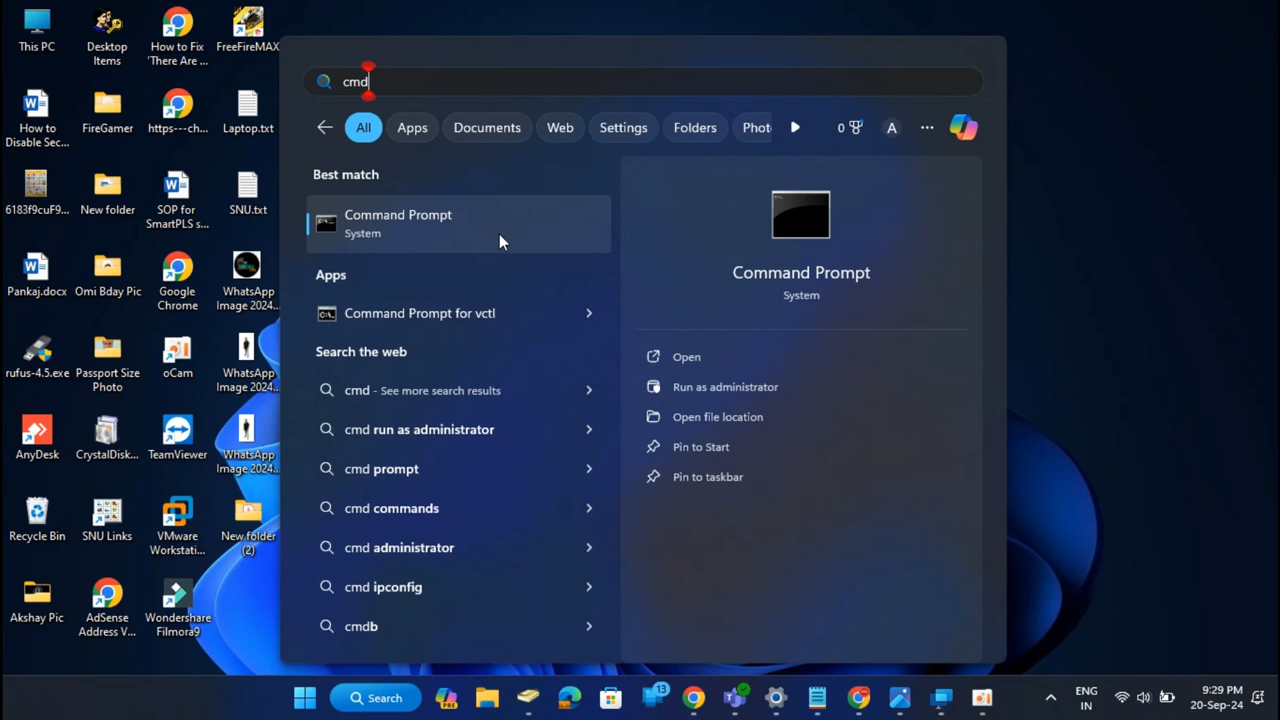 This PC
Desktop
Items
How to Fix
'There Are ...
FreeFireMAX
How to
Disable Sec...
FireGamer
https---ch...
Laptop.txt
6183f9cuF9...
New folder
SOP for
SmartPLS s...
SNU.txt
Pankaj.docx
Omi Bday Pic
Google
Chrome
WhatsApp
Image 2024...
rufus-4.5.exe
Passport Size
Photo
oCam
WhatsApp
Image 2024...
AnyDesk
CrystalDisk...
TeamViewer
WhatsApp
Image 2024...
Recycle Bin
SNU Links
VMware
Workstati...
New folder
(2)
Akshay Pic
AdSense
Address V...
Wondershare
Filmora9
cmd
All
Apps
Documents
Web
Settings
Folders
Phot
0
A
Best match
Command Prompt
System
Apps
Command Prompt for vctl
Search the web
cmd - See more search results
cmd run as administrator
cmd prompt
cmd commands
cmd administrator
cmd ipconfig
cmdb
Command Prompt
System
Open
Run as administrator
Open file location
Pin to Start
Pin to taskbar
Search
PRE
13
ENG
IN
9:29 PM
20-Sep-24